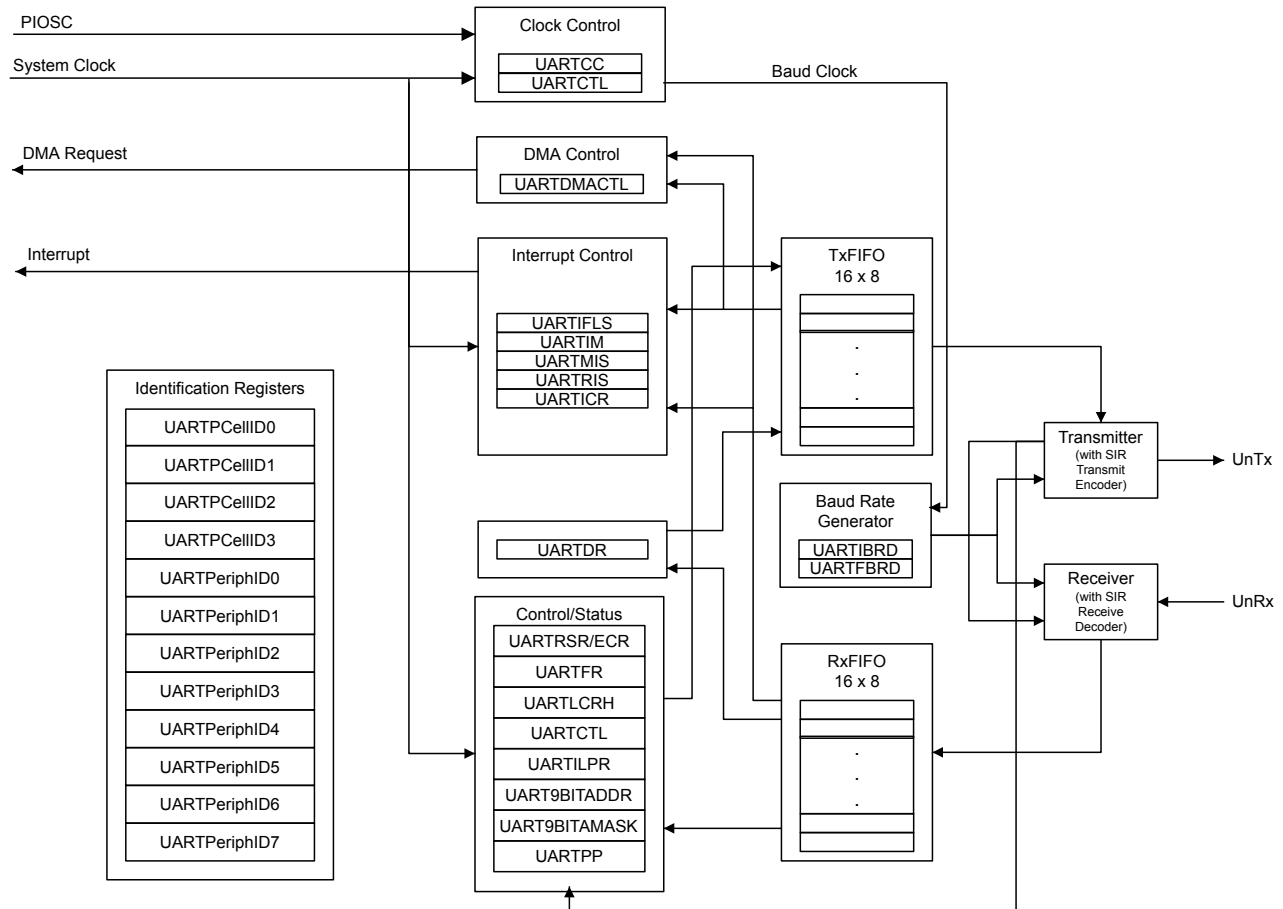 PIOSC
System Clock
Clock Control
UARTCC
UARTCTL
Baud Clock
DMA Request
DMA Control
UARTDMACTL
Interrupt
Interrupt Control
UARTIFLS
UARTIM
UARTMIS
UARTRIS
UARTICR
TxFIFO
16 x 8
.
.
.
Identification Registers
UARTPCellID0
UARTPCellID1
UARTPCellID2
UARTPCellID3
UARTPeriphID0
UARTPeriphID1
UARTPeriphID2
UARTPeriphID3
UARTPeriphID4
UARTPeriphID5
UARTPeriphID6
UARTPeriphID7
Transmitter
(with SIR
Transmit
Encoder)
UnTx
Baud Rate
Generator
UARTIBRD
UARTFBRD
UARTDR
Receiver
(with SIR
Receive
Decoder)
UnRx
Control/Status
UARTRSR/ECR
UARTFR
UARTLCRH
UARTCTL
UARTILPR
UART9BITADDR
UART9BITAMASK
UARTPP
RxFIFO
16 x 8
.
.
.